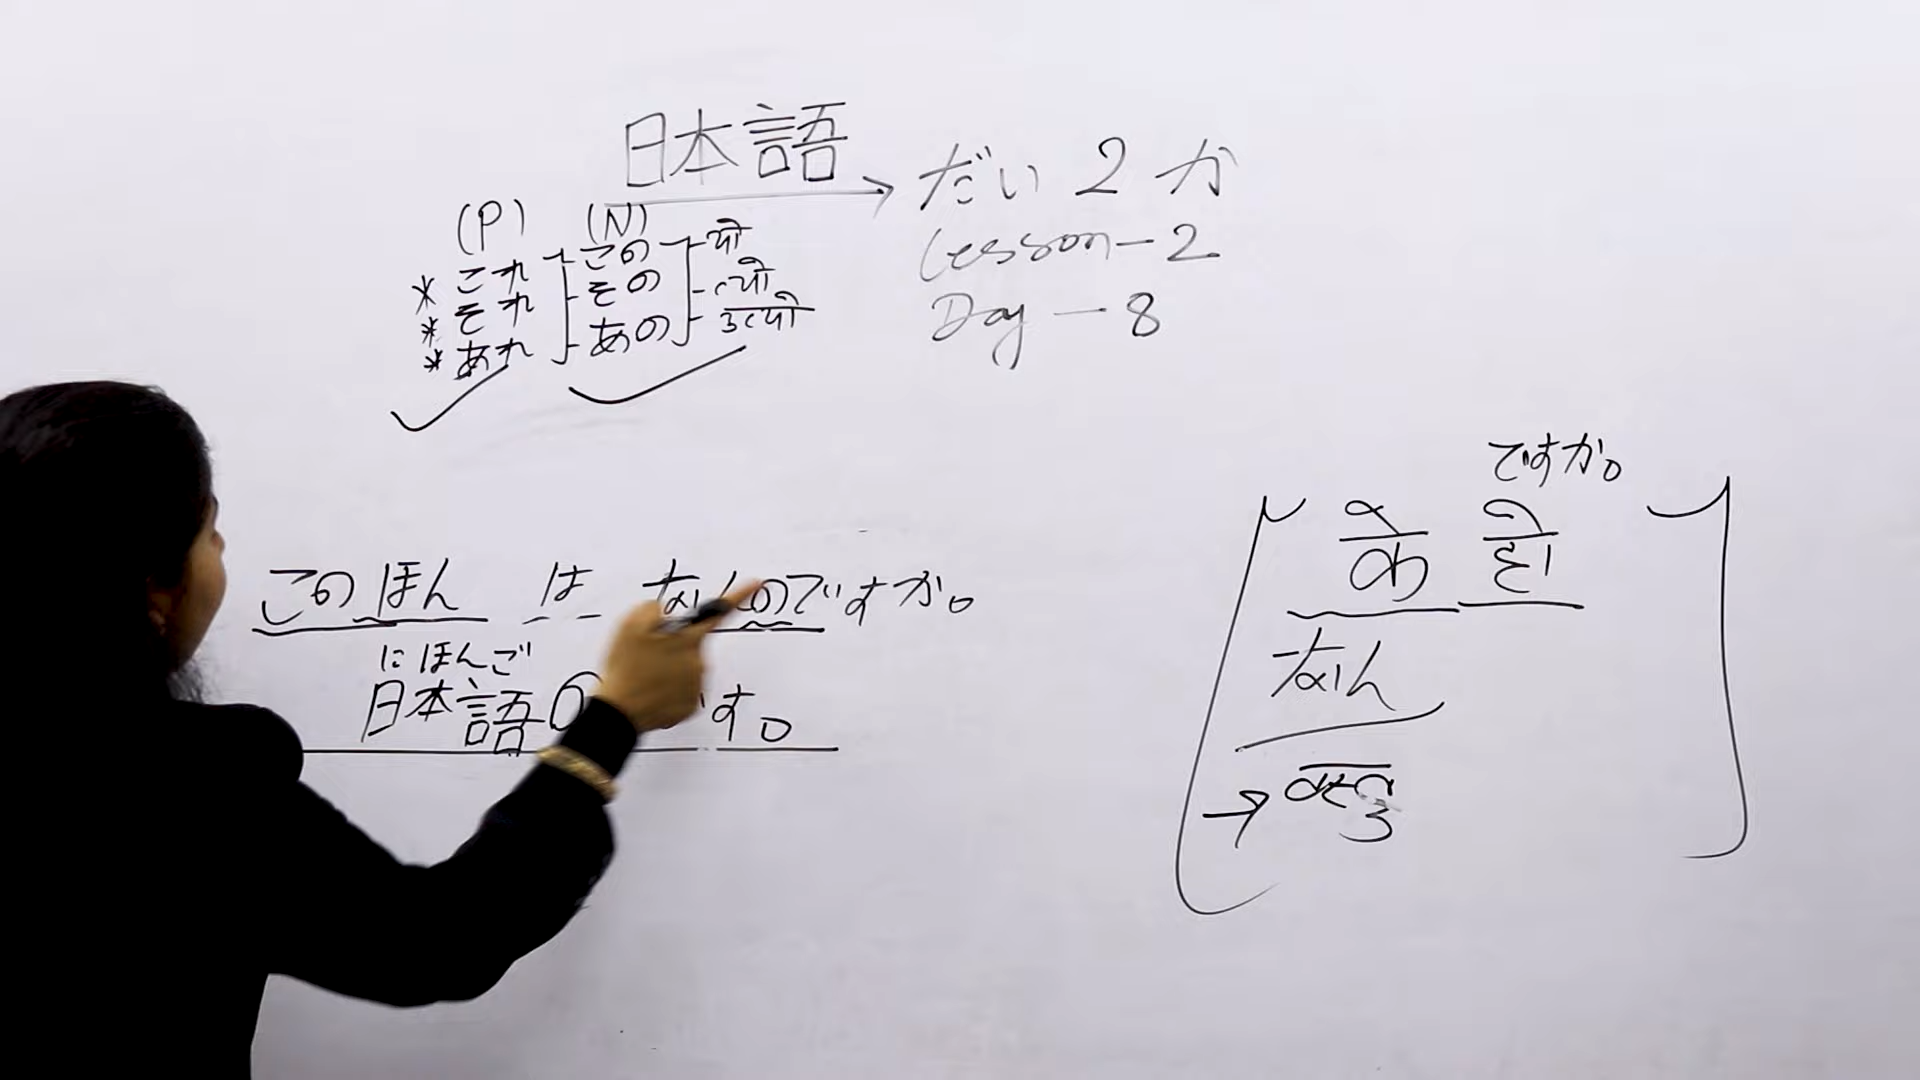 日本語 → だい 2 か
Lesson - 2
Day - 8
(P) (N)
* これ この यो
* それ その त्यो
* あれ あの उ त्यो
このほん は なんのですか。
にほんご
日本語の す。
ですか。
के हो
なん
→